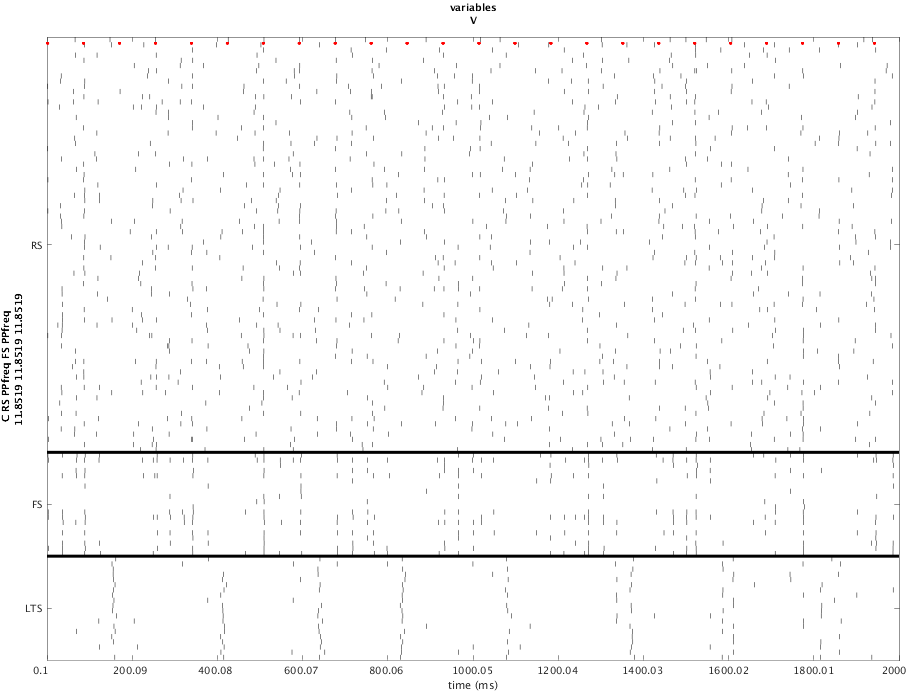 variables
V
RS
FS
LTS
C RS PPfreq FS PPfreq
11.8519 11.8519 11.8519
0.1 200.09 400.08 600.07 800.06 1000.05 1200.04 1400.03 1600.02 1800.01 2000
time (ms)